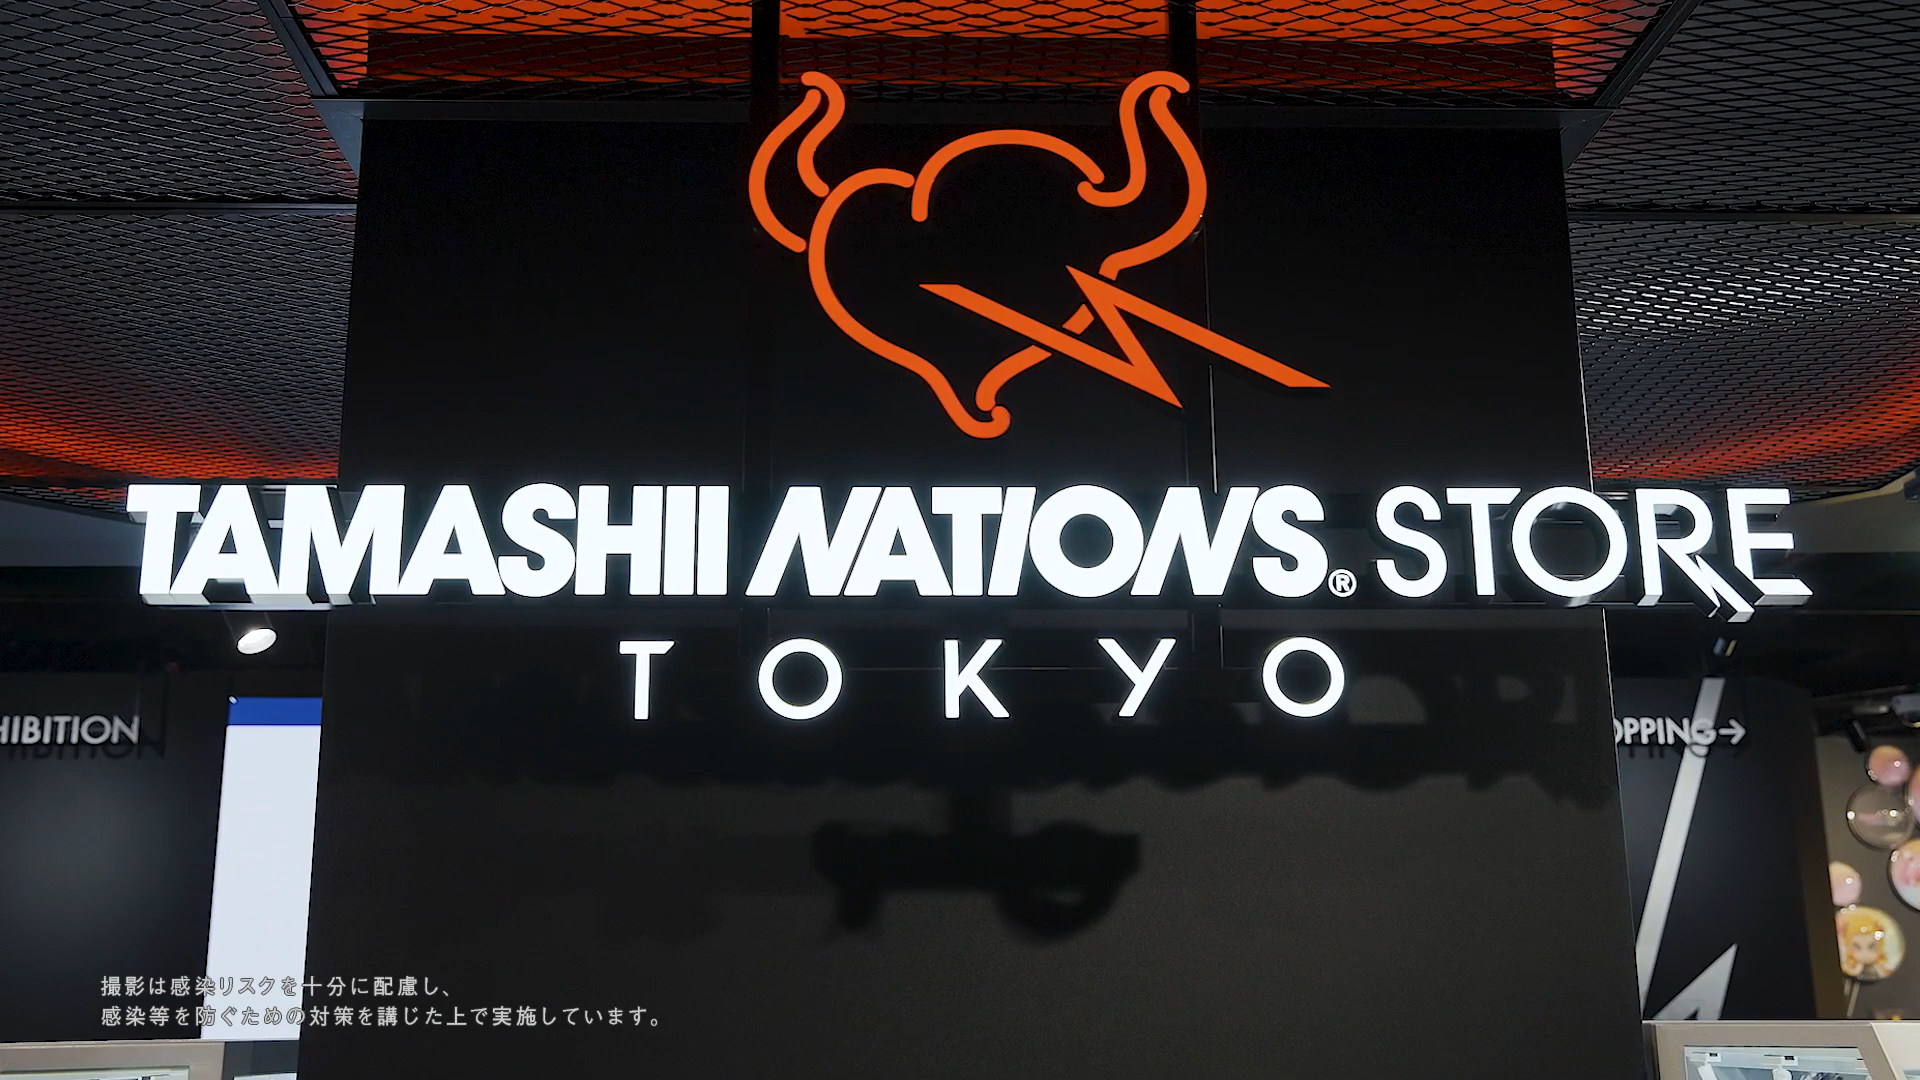 TAMASHII NATIONS® STORE
TOKYO
HIBITION
OPPING→
撮影は感染リスクを十分に配慮し、
感染等を防ぐための対策を講じた上で実施しています。